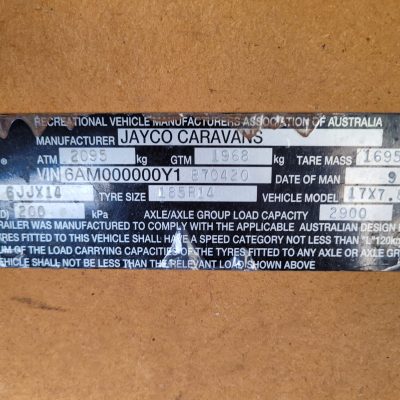 RECREATIONAL VEHICLE MANUFACTURERS ASSOCIATION OF AUSTRALIA
MANUFACTURER JAYCO CARAVANS
® ATM 2095 kg GTM 1968 kg TARE MASS 1695
VIN 6AM000000Y1 B70420 DATE OF MAN 9
6JJX14 TYRE SIZE 185R14 VEHICLE MODEL 17X7.
D) 200 kPa AXLE/AXLE GROUP LOAD CAPACITY 2900
RAILER WAS MANUFACTURED TO COMPLY WITH THE APPLICABLE AUSTRALIAN DESIGN
YRES FITTED TO THIS VEHICLE SHALL HAVE A SPEED CATEGORY NOT LESS THAN "L" 120km
UM OF THE LOAD CARRYING CAPACITIES OF THE TYRES FITTED TO ANY AXLE OR AXLE GR
VEHICLE SHALL NOT BE LESS THAN THE RELEVANT LOAD SHOWN ABOVE